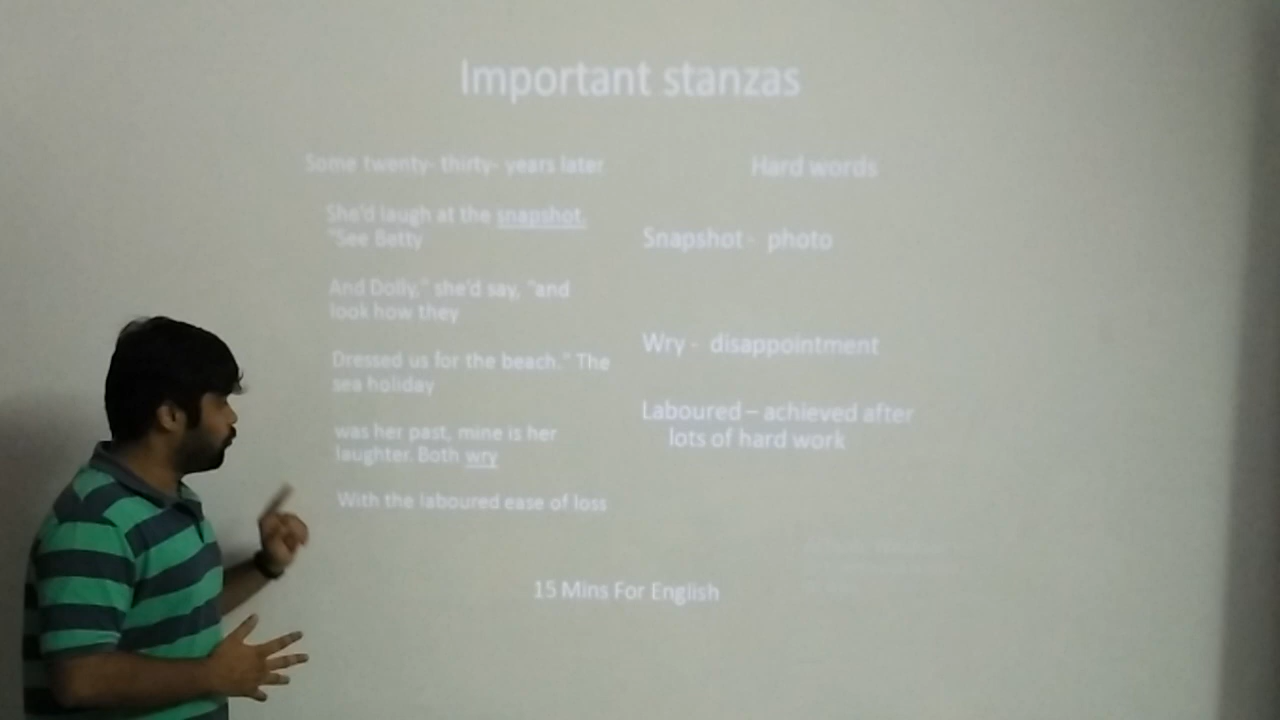 Important stanzas
Some twenty- thirty- years later
She'd laugh at the snapshot.
"See Betty
And Dolly," she'd say, "and
look how they
Dressed us for the beach." The
sea holiday
was her past, mine is her
laughter. Both wry
With the laboured ease of loss
Hard words
Snapshot - photo
Wry - disappointment
Laboured – achieved after
lots of hard work
15 Mins For English